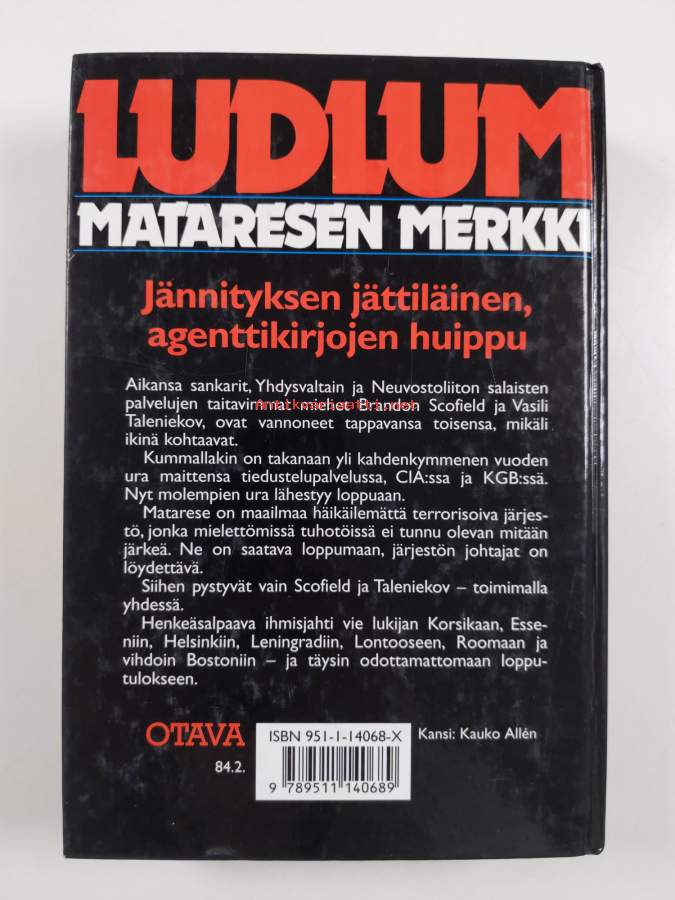 LUDLUM
MATARESEN MERKKI
Jännityksen jättiläinen,
agenttikirjojen huippu
Aikansa sankarit, Yhdysvaltain ja Neuvostoliiton salaisten
palvelujen taitavimmat miehet Brandon Scofield ja Vasili
Antikvariaatti.net
Taleniekov, ovat vannoneet tappavansa toisensa, mikäli
ikinä kohtaavat.
Kummallakin on takanaan yli kahdenkymmenen vuoden
ura maittensa tiedustelupalvelussa, CIA:ssa ja KGB:ssä.
Nyt molempien ura lähestyy loppuaan.
Matarese on maailmaa häikäilemättä terrorisoiva järjes-
tö, jonka mielettömissä tuhotöissä ei tunnu olevan mitään
järkeä. Ne on saatava loppumaan, järjestön johtajat on
löydettävä.
Siihen pystyvät vain Scofield ja Taleniekov – toimimalla
yhdessä.
Henkeäsalpaava ihmisjahti vie lukijan Korsikaan, Esse-
niin, Helsinkiin, Leningradiin, Lontooseen, Roomaan ja
vihdoin Bostoniin – ja täysin odottamattomaan loppu-
tulokseen.
OTAVA
84.2.
ISBN 951-1-14068-X
9 789511 140689
Kansi: Kauko Allén